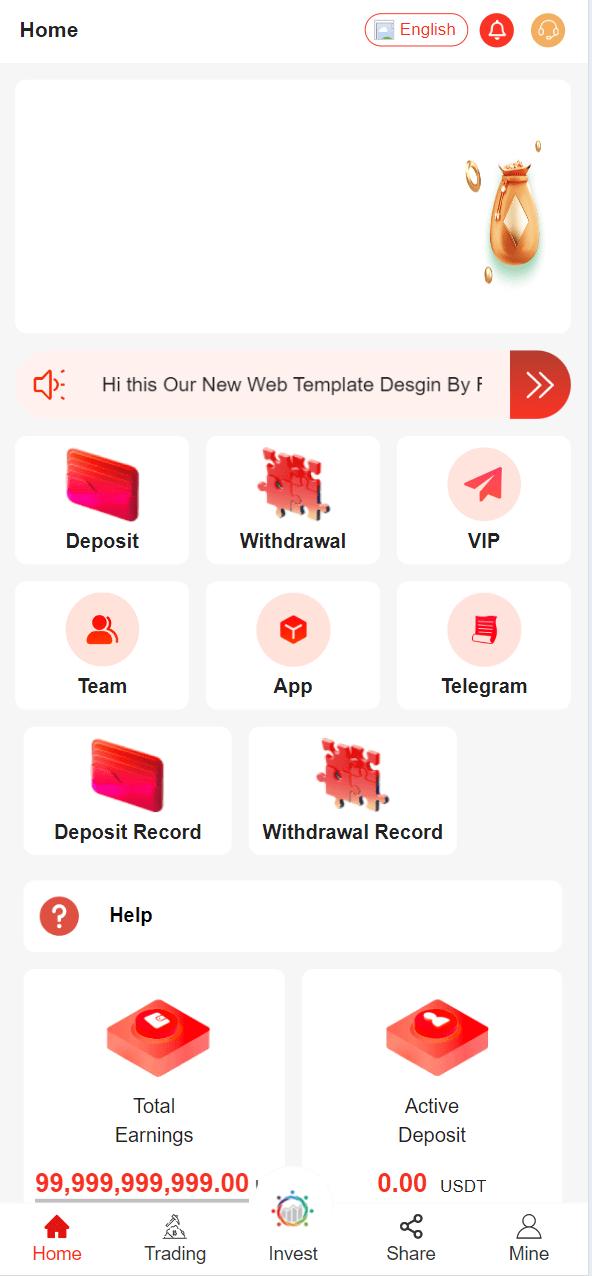 Home
English
Hi this Our New Web Template Desgin By F
Deposit
Withdrawal
VIP
Team
App
Telegram
Deposit Record
Withdrawal Record
Help
Total
Earnings
Active
Deposit
99,999,999,999.00
0.00 USDT
Home
Trading
Invest
Share
Mine